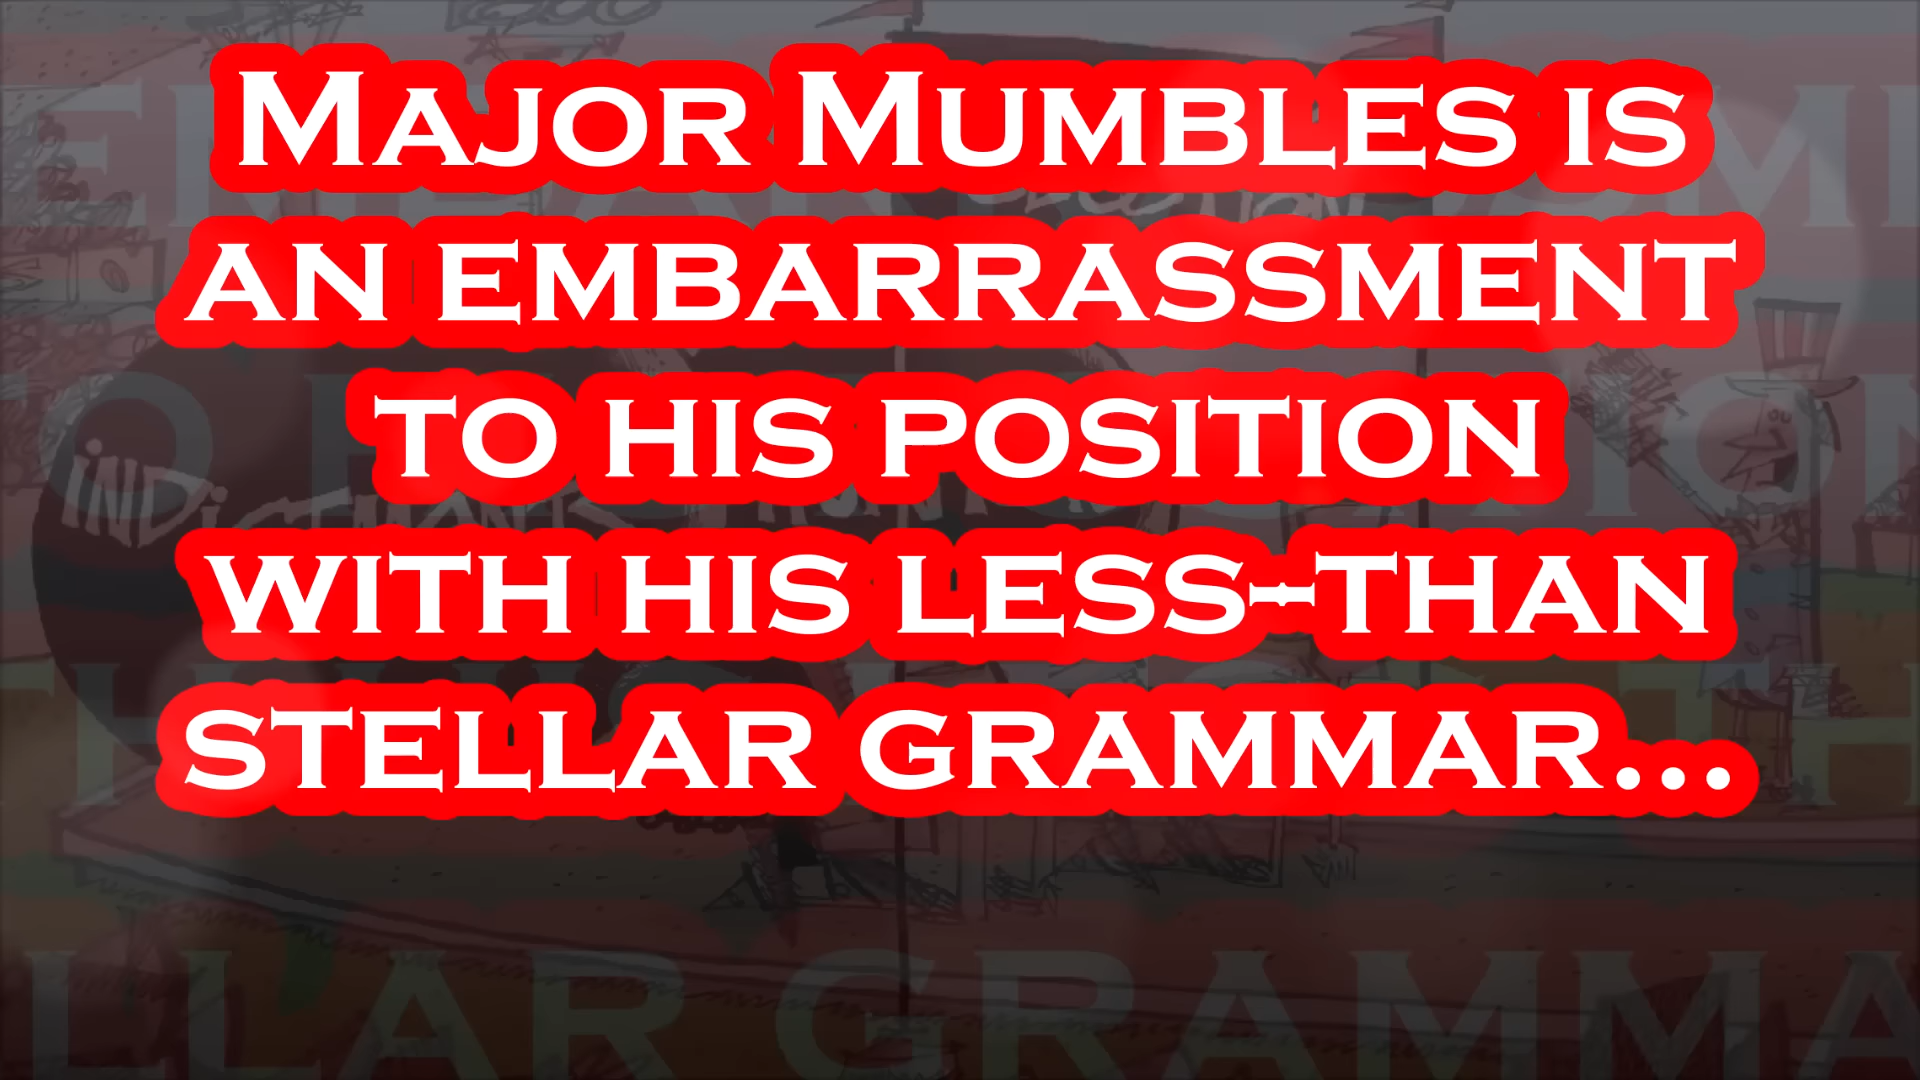 Major Mumbles is
an embarrassment
to his position
with his less-than
stellar grammar...